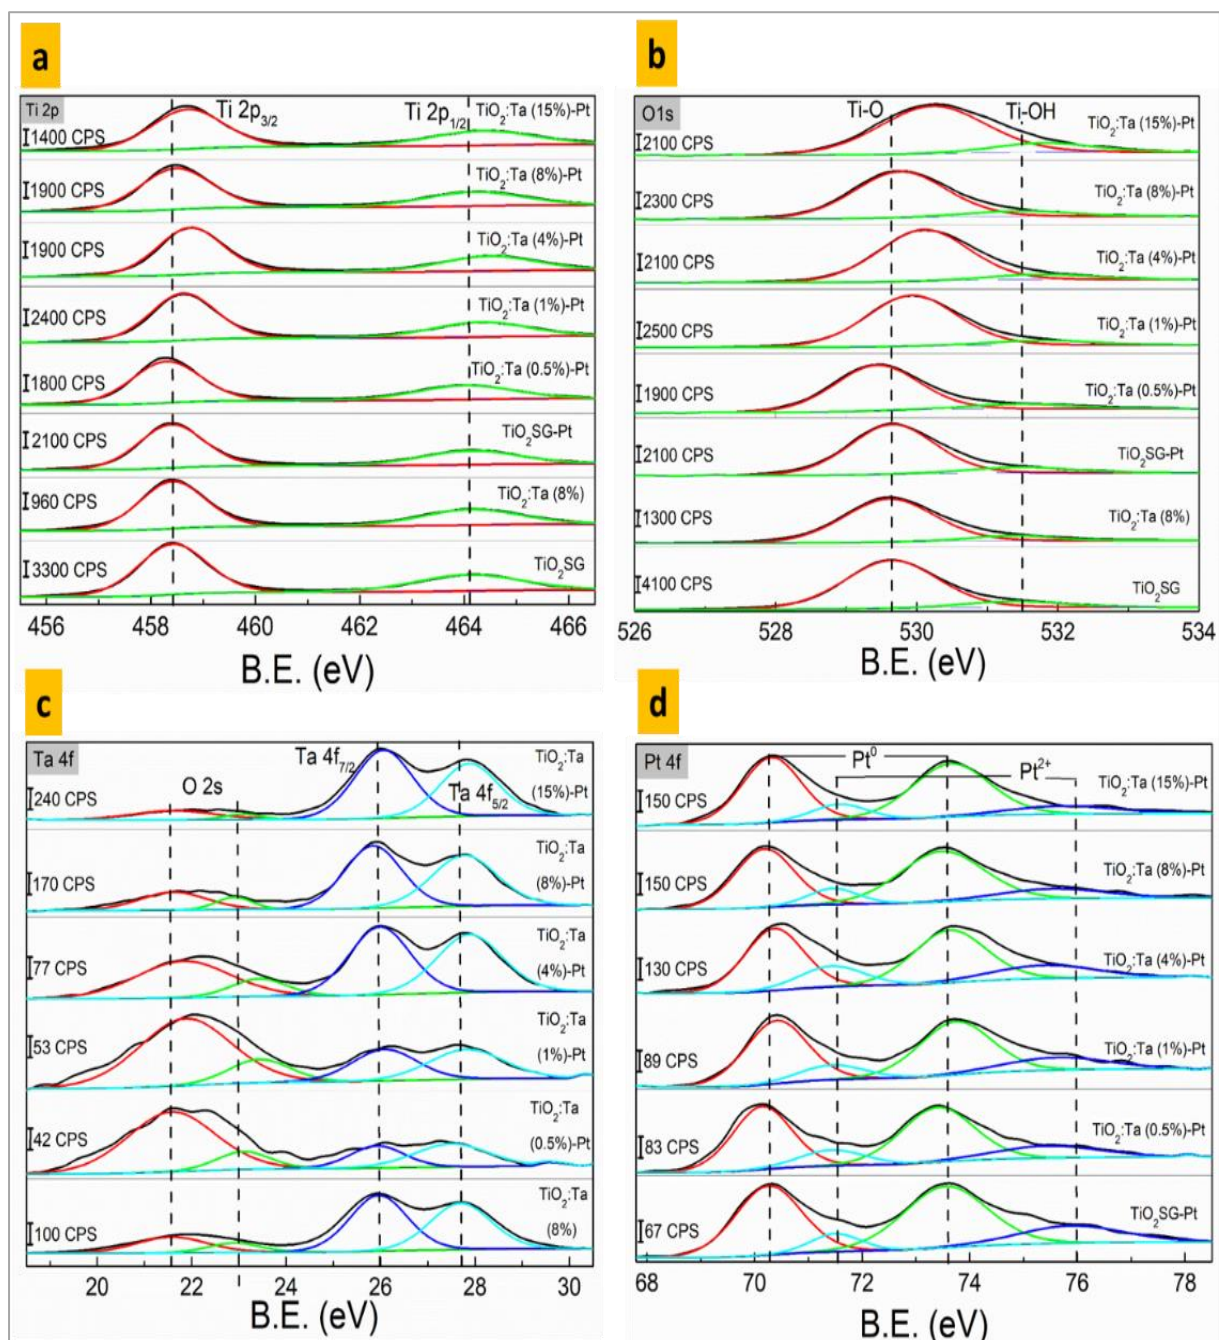 a
Ti 2p
Ti 2p3/2
Ti 2p1/2
TiO2:Ta (15%)-Pt
1400 CPS
TiO2:Ta (8%)-Pt
1900 CPS
TiO2:Ta (4%)-Pt
1900 CPS
TiO2:Ta (1%)-Pt
2400 CPS
TiO2:Ta (0.5%)-Pt
1800 CPS
TiO2SG-Pt
2100 CPS
TiO2:Ta (8%)
960 CPS
TiO2SG
3300 CPS
456 458 460 462 464 466
B.E. (eV)
b
O1s
Ti-O
Ti-OH
TiO2:Ta (15%)-Pt
2100 CPS
TiO2:Ta (8%)-Pt
2300 CPS
TiO2:Ta (4%)-Pt
2100 CPS
TiO2:Ta (1%)-Pt
2500 CPS
TiO2:Ta (0.5%)-Pt
1900 CPS
TiO2SG-Pt
2100 CPS
TiO2:Ta (8%)
1300 CPS
TiO2SG
4100 CPS
526 528 530 532 534
B.E. (eV)
c
Ta 4f
O 2s
Ta 4f7/2
Ta 4f5/2
TiO2:Ta
(15%)-Pt
240 CPS
TiO2:Ta
(8%)-Pt
170 CPS
TiO2:Ta
(4%)-Pt
77 CPS
TiO2:Ta
(1%)-Pt
53 CPS
TiO2:Ta
(0.5%)-Pt
42 CPS
TiO2:Ta
(8%)
100 CPS
20 22 24 26 28 30
B.E. (eV)
d
Pt 4f
Pt0
Pt2+
TiO2:Ta (15%)-Pt
150 CPS
TiO2:Ta (8%)-Pt
150 CPS
TiO2:Ta (4%)-Pt
130 CPS
TiO2:Ta (1%)-Pt
89 CPS
TiO2:Ta (0.5%)-Pt
83 CPS
TiO2SG-Pt
67 CPS
68 70 72 74 76 78
B.E. (eV)